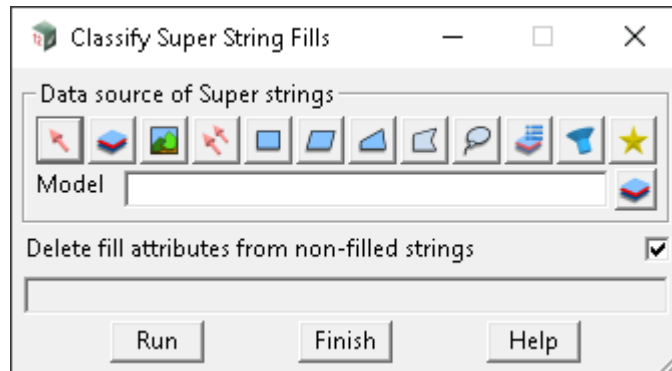 Classify Super String Fills
Data source of Super strings
Model
Delete fill attributes from non-filled strings
Run Finish Help